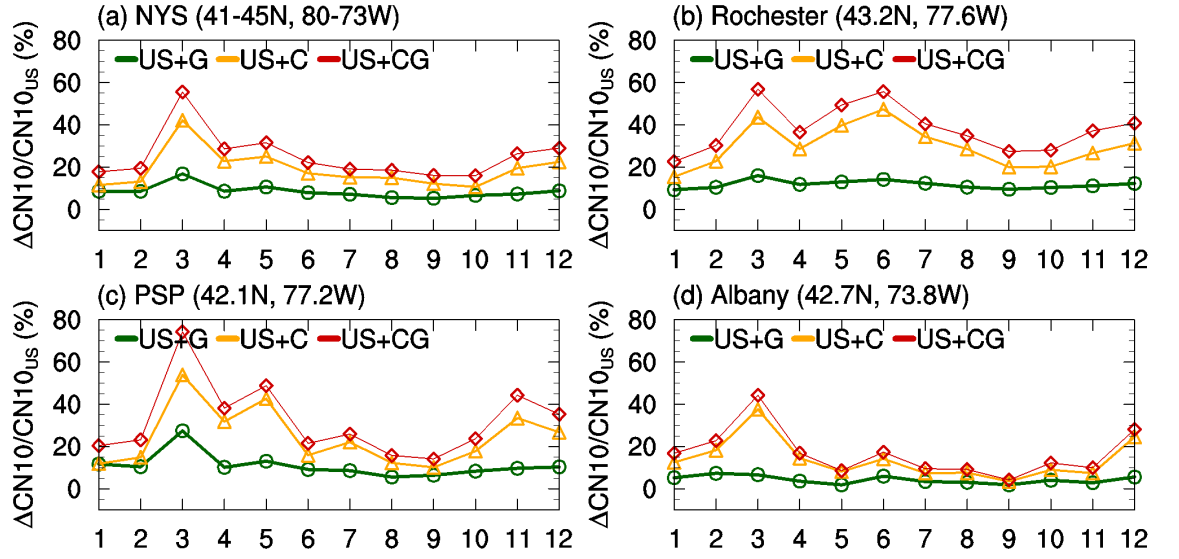 (a) NYS (41-45N, 80-73W)
ΔCN10/CN10US (%)
80
60
40
20
0
US+G US+C US+CG
1 2 3 4 5 6 7 8 9 10 11 12
(b) Rochester (43.2N, 77.6W)
ΔCN10/CN10US (%)
80
60
40
20
0
US+G US+C US+CG
1 2 3 4 5 6 7 8 9 10 11 12
(c) PSP (42.1N, 77.2W)
ΔCN10/CN10US (%)
80
60
40
20
0
US+G US+C US+CG
1 2 3 4 5 6 7 8 9 10 11 12
(d) Albany (42.7N, 73.8W)
ΔCN10/CN10US (%)
80
60
40
20
0
US+G US+C US+CG
1 2 3 4 5 6 7 8 9 10 11 12